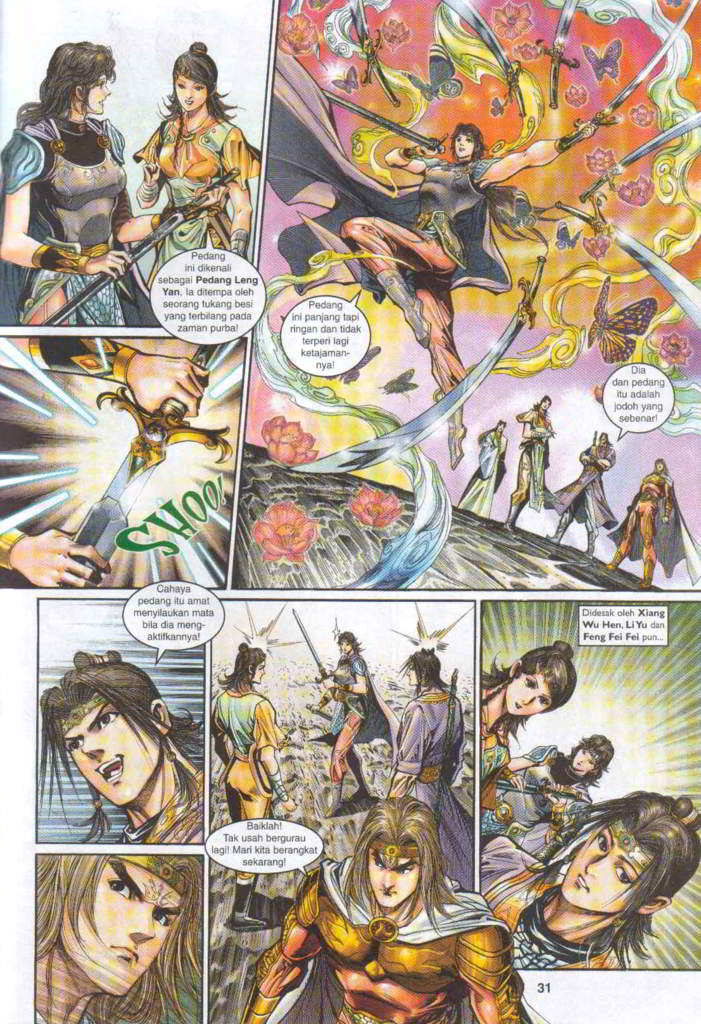 Pedang
ini dikenali
sebagai Pedang Leng
Yan. Ia ditempa oleh
seorang tukang besi
yang terbilang pada
zaman purba!
Pedang
ini panjang tapi
ringan dan tidak
terperi lagi
ketajaman-
nya!
Dia
dan pedang
itu adalah
jodoh yang
sebenar!
SHOO!
Cahaya
pedang itu amat
menyilaukan mata
bila dia meng-
aktifkannya!
Baiklah!
Tak usah bergurau
lagi! Mari kita berangkat
sekarang!
Didesak oleh Xiang
Wu Hen, Li Yu dan
Feng Fei Fei pun...
31